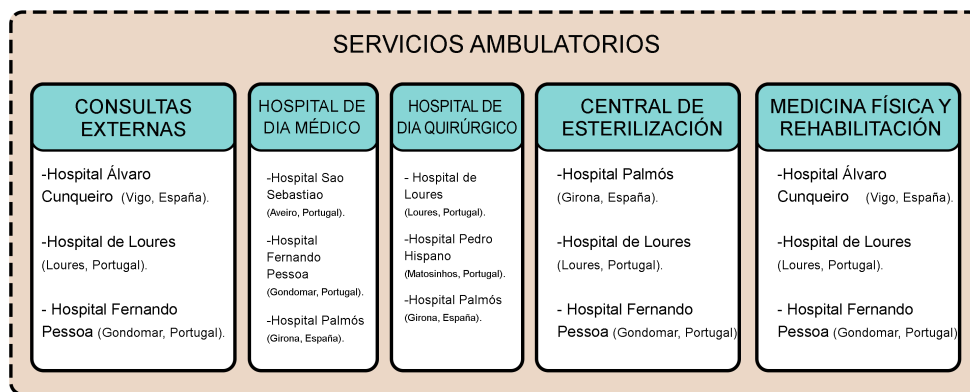 SERVICIOS AMBULATORIOS
CONSULTAS
EXTERNAS
-Hospital Álvaro
Cunqueiro (Vigo, España).
-Hospital de Loures
(Loures, Portugal).
- Hospital Fernando
Pessoa (Gondomar, Portugal).
HOSPITAL DE
DIA MÉDICO
-Hospital Sao
Sebastiao
(Aveiro, Portugal).
-Hospital
Fernando
Pessoa
(Gondomar, Portugal).
-Hospital Palmós
(Girona, España).
HOSPITAL DE
DIA QUIRÚRGICO
- Hospital de
Loures
(Loures, Portugal).
-Hospital Pedro
Hispano
(Matosinhos, Portugal).
-Hospital Palmós
(Girona, España).
CENTRAL DE
ESTERILIZACIÓN
-Hospital Palmós
(Girona, España).
-Hospital de Loures
(Loures, Portugal).
- Hospital Fernando
Pessoa (Gondomar, Portugal)
MEDICINA FÍSICA Y
REHABILITACIÓN
-Hospital Álvaro
Cunqueiro (Vigo, España).
-Hospital de Loures
(Loures, Portugal).
- Hospital Fernando
Pessoa (Gondomar, Portugal)